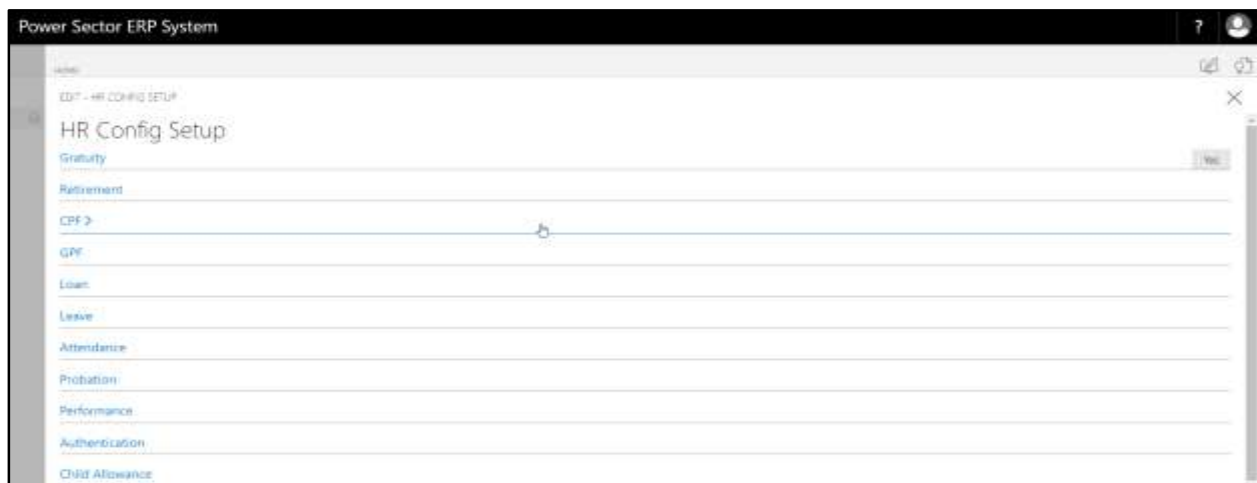 Power Sector ERP System ?
EDIT - HR CONFIG SETUP
HR Config Setup
Gratuity Yes
Retirement
CPF >
GPF
Loan
Leave
Attendance
Probation
Performance
Authentication
Child Allowance